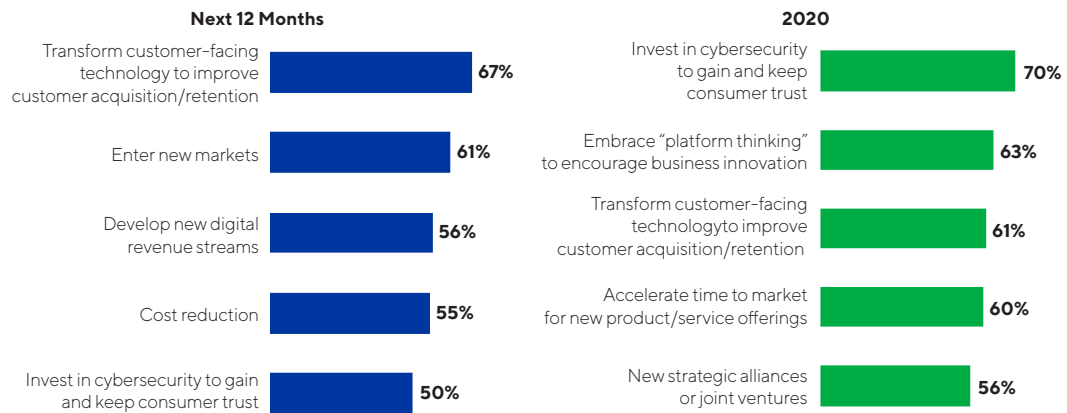 Next 12 Months
Transform customer-facing
technology to improve
customer acquisition/retention
67%
Enter new markets
61%
Develop new digital
revenue streams
56%
Cost reduction
55%
Invest in cybersecurity to gain
and keep consumer trust
50%
2020
Invest in cybersecurity
to gain and keep
consumer trust
70%
Embrace “platform thinking”
to encourage business innovation
63%
Transform customer-facing
technologyto improve
customer acquisition/retention
61%
Accelerate time to market
for new product/service offerings
60%
New strategic alliances
or joint ventures
56%